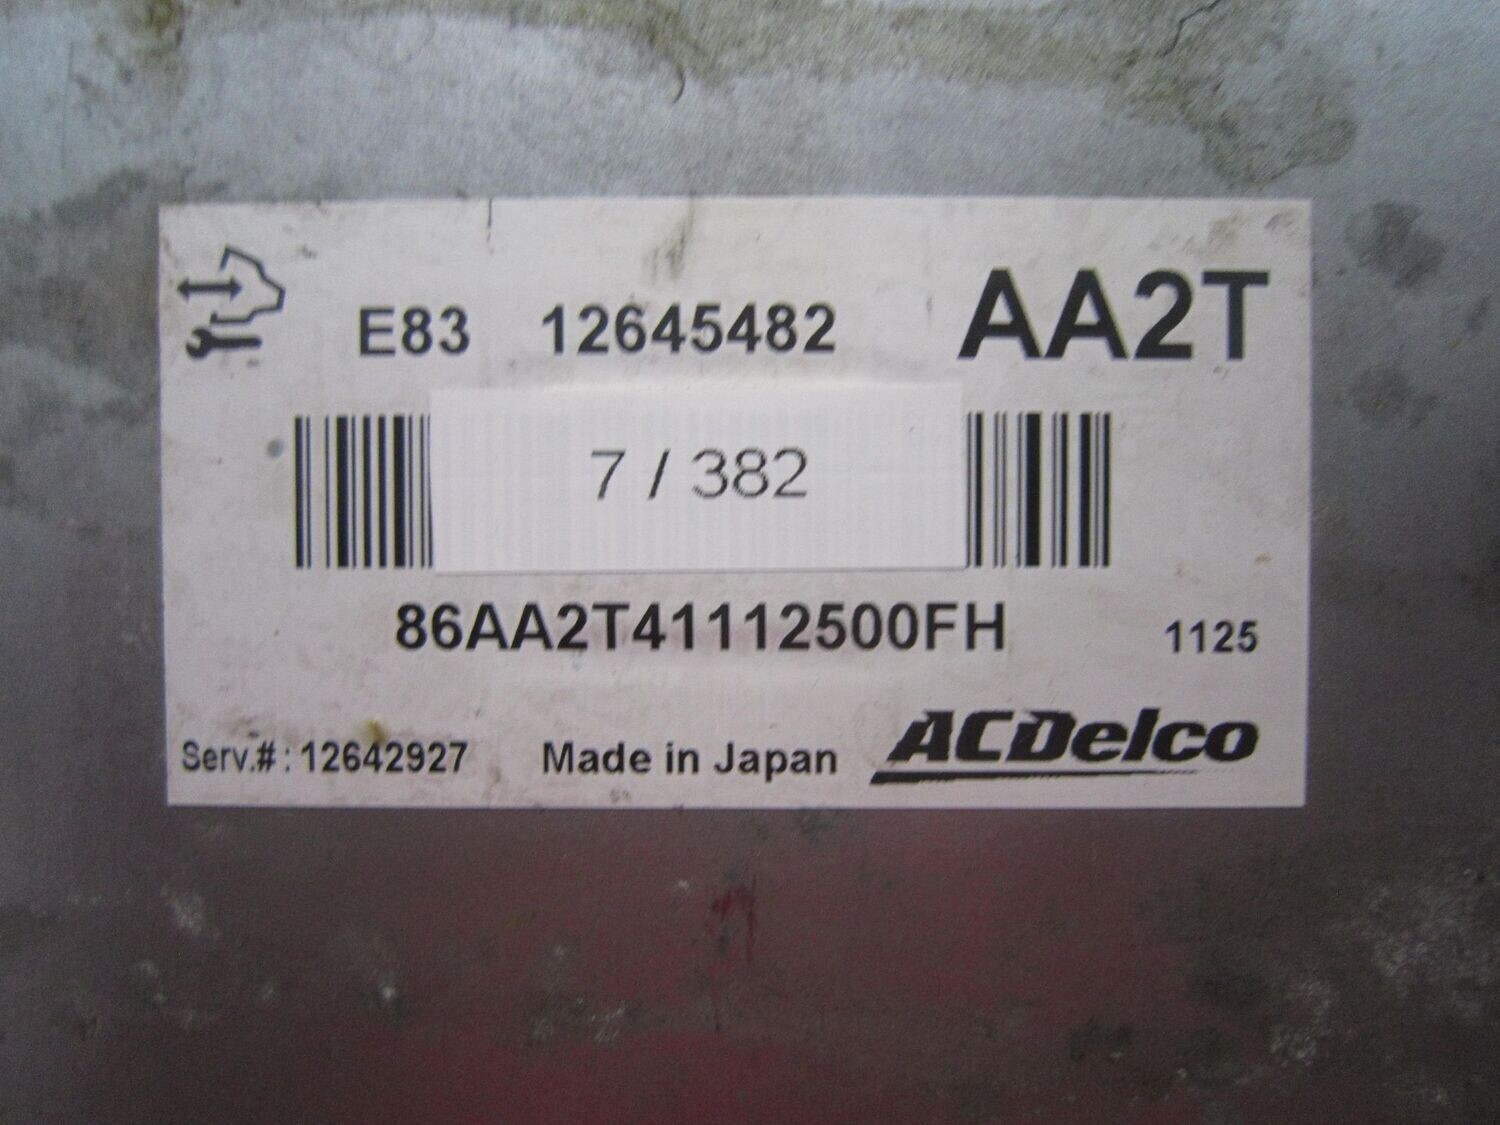 E83 12645482 AA2T
7 / 382
86AA2T41112500FH 1125
Serv.#: 12642927 Made in Japan ACDelco